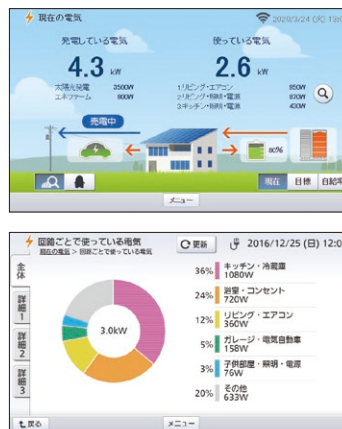 現在の電気
2020/3/24 (火) 13:0
発電している電気
使っている電気
4.3 kW
2.6 kW
太陽光発電 3500W
エネファーム 800W
1リビング・エアコン 950W
2リビング・照明・電源 870W
3キッチン・照明・電源 430W
売電中
80%
現在
目標
自給率
メニュー
回路ごとで使っている電気
現在の電気 > 回路ごとで使っている電気
更新
2016/12/25 (日) 12:0
全体
詳細1
詳細2
詳細3
3.0kW
36% キッチン・冷蔵庫
1080W
24% 浴室・コンセント
720W
12% リビング・エアコン
360W
5% ガレージ・電気自動車
158W
3% 子供部屋・照明・電源
76W
20% その他
633W
戻る
メニュー